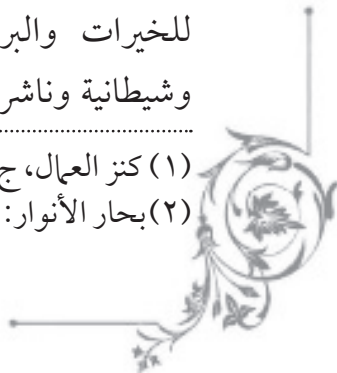 للخيرات والبر
وشيطانية وناشر
(١) كنز العمال، ج
(٢) بحار الأنوار: